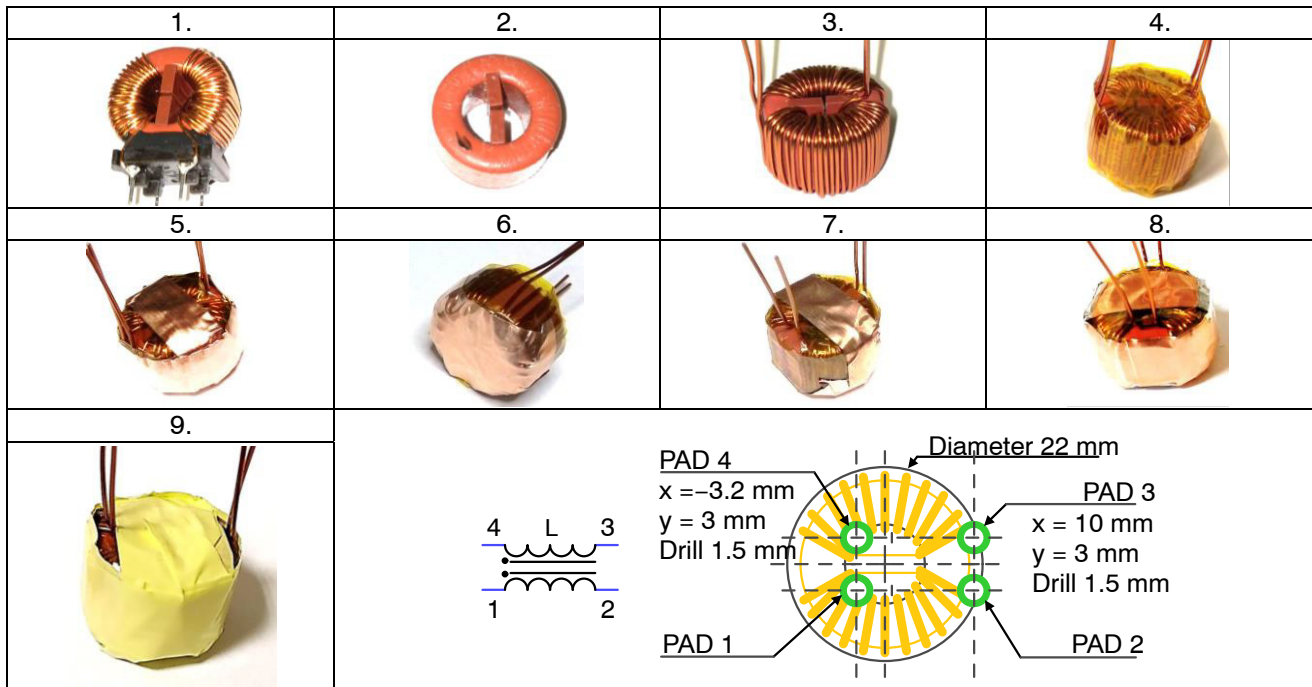 1.
2.
3.
4.
5.
6.
7.
8.
9.
4 L 3
1 2
Diameter 22 mm
PAD 4
x =−3.2 mm
y = 3 mm
Drill 1.5 mm
PAD 3
x = 10 mm
y = 3 mm
Drill 1.5 mm
PAD 1
PAD 2